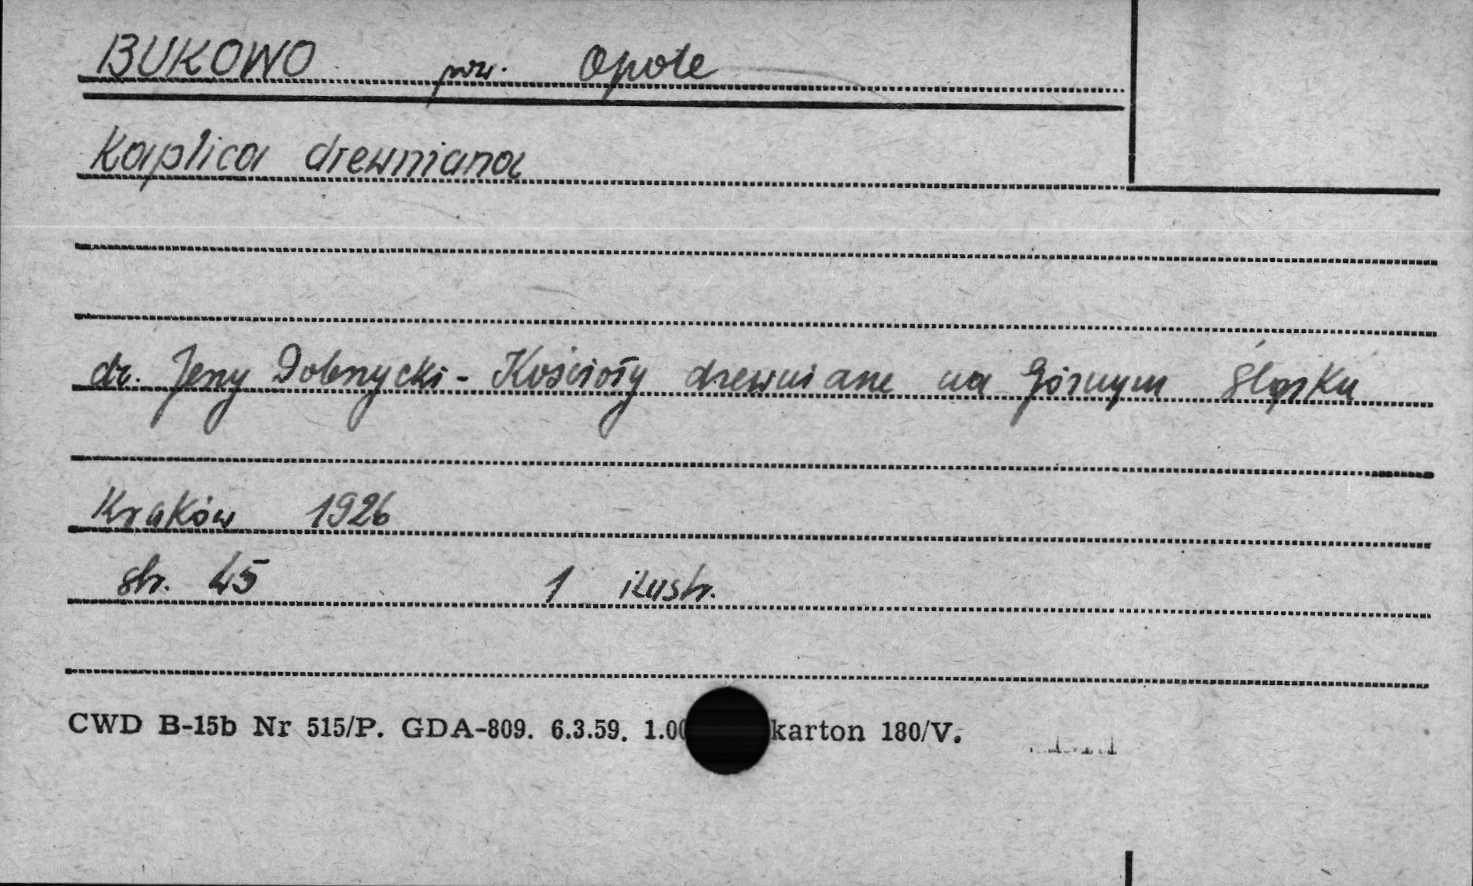 BUKOWO pow. Opole
Kaplica drewniana
dr. Jerzy Dobrzycki - Kościoły drewniane na Górnym Śląsku
Kraków 1926
str. 45 1 ilustr.
CWD B-15b Nr 515/P. GDA-809. 6.3.59. 1.00 karton 180/V.